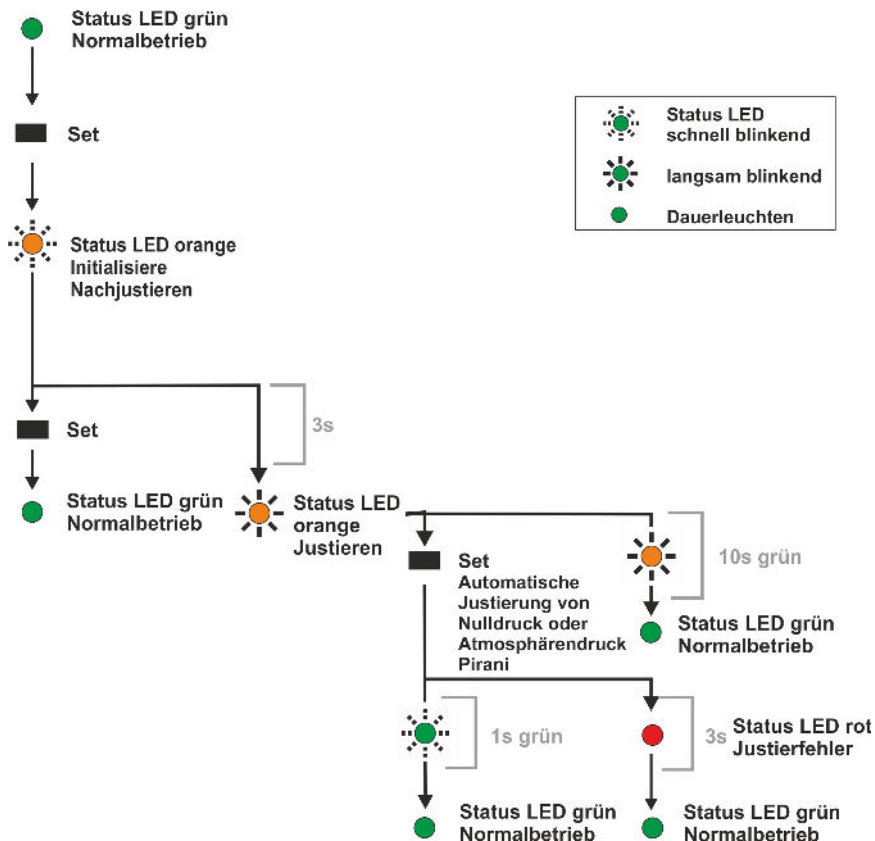 Status LED grün
Normalbetrieb
Set
Status LED
schnell blinkend
langsam blinkend
Dauerleuchten
Status LED orange
Initialisiere
Nachjustieren
Set
3s
Status LED grün
Normalbetrieb
Status LED
orange
Justieren
Set
Automatische
Justierung von
Nulldruck oder
Atmosphärendruck
Pirani
10s grün
Status LED grün
Normalbetrieb
1s grün
3s
Status LED rot
Justierfehler
Status LED grün
Normalbetrieb
Status LED grün
Normalbetrieb